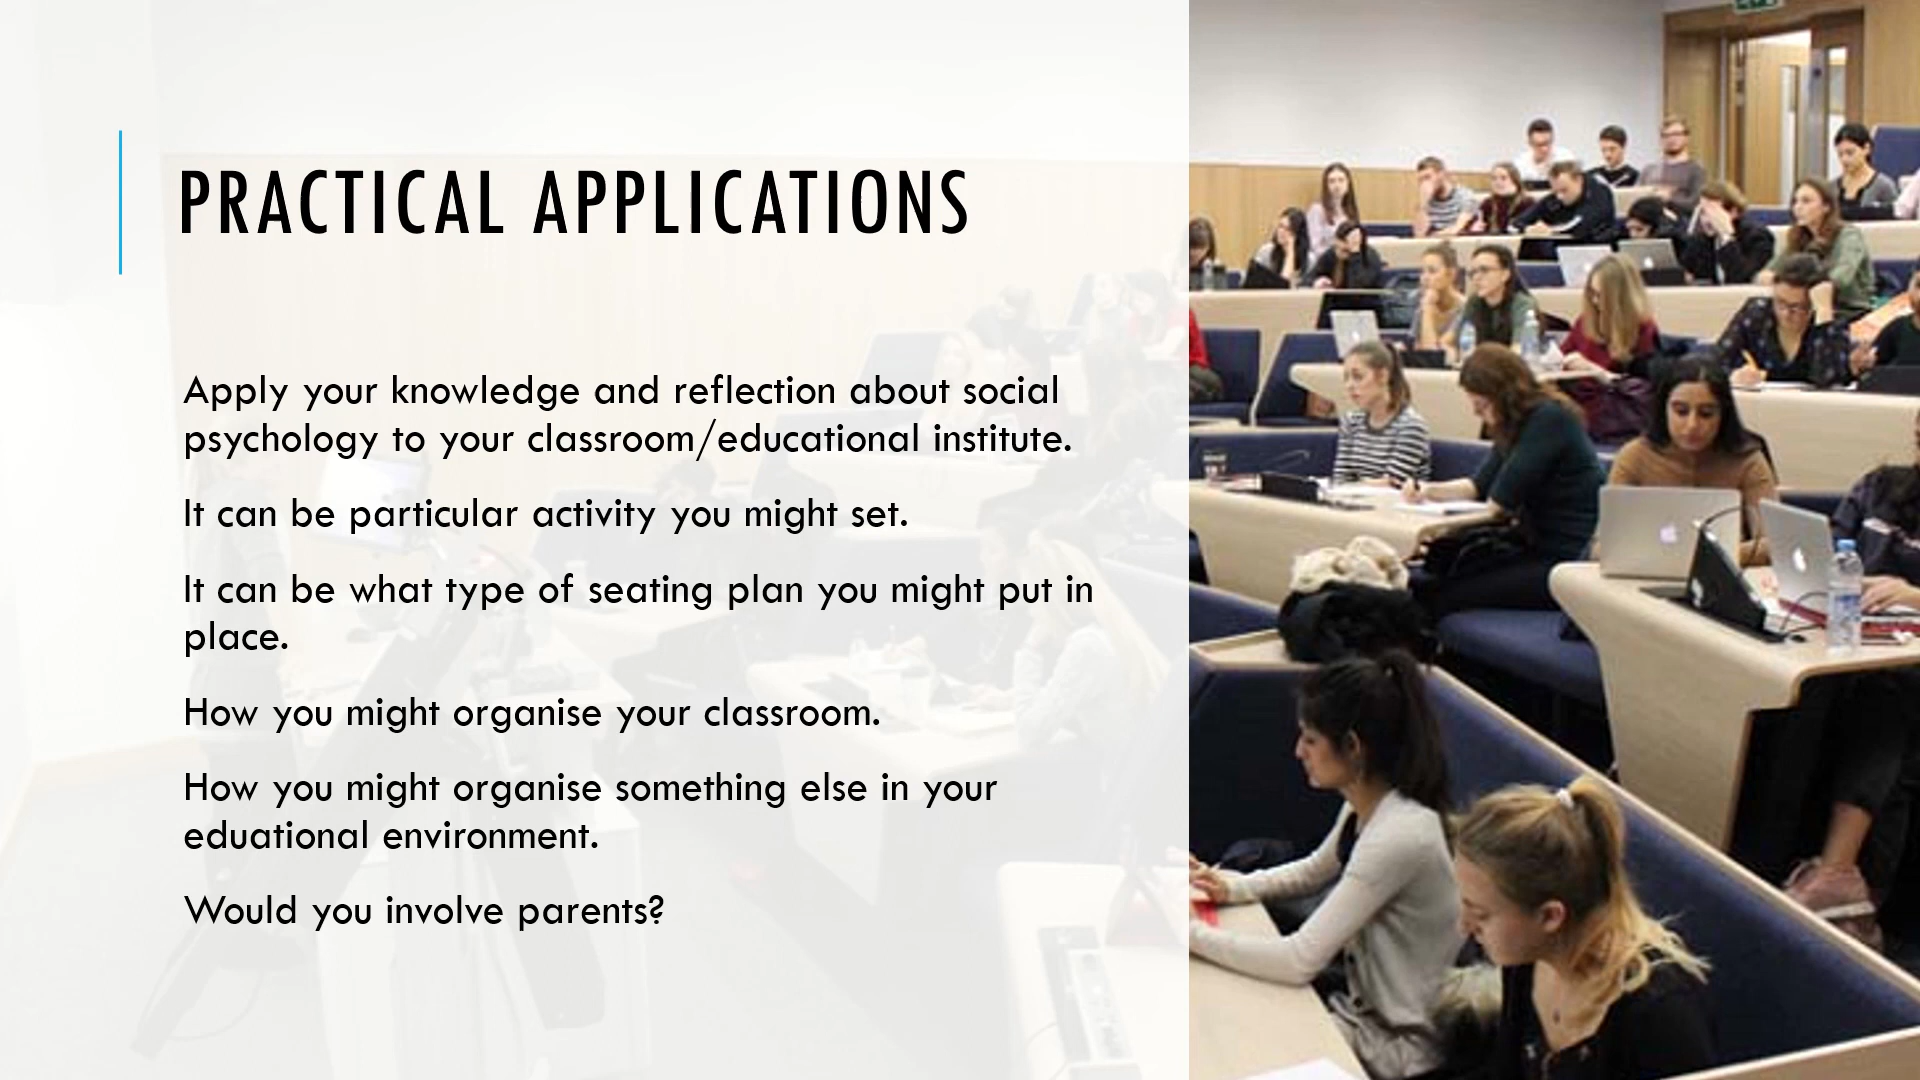 PRACTICAL APPLICATIONS
Apply your knowledge and reflection about social
psychology to your classroom/educational institute.
It can be particular activity you might set.
It can be what type of seating plan you might put in
place.
How you might organise your classroom.
How you might organise something else in your
eduational environment.
Would you involve parents?